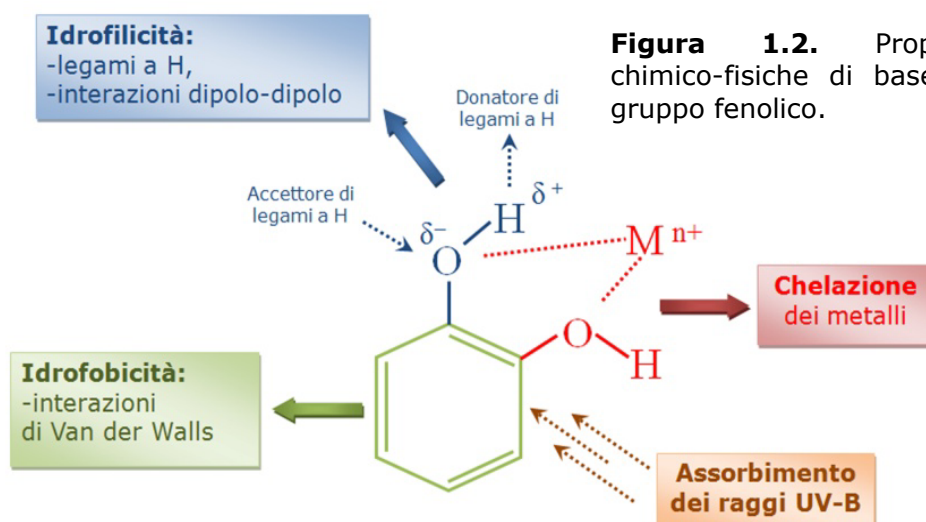 Idrofilicità:
-legami a H,
-interazioni dipolo-dipolo
Figura 1.2. Prop
chimico-fisiche di base
gruppo fenolico.
Donatore di
legami a H
Accettore di
legami a H
δ⁻
H
δ +
O
M n+
Chelazione
dei metalli
O
H
Idrofobicità:
-interazioni
di Van der Walls
Assorbimento
dei raggi UV-B